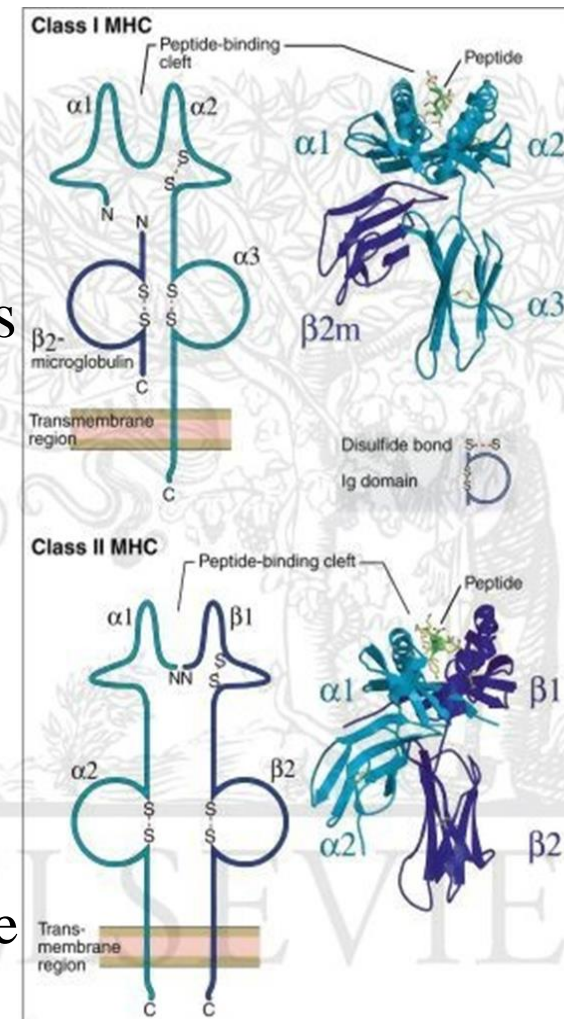 Class I MHC
Peptide-binding
cleft
Peptide
α1
α2
α1
α2
S
S
N
N
α3
S
S
S
S
β2-
microglobulin
β2m
α3
C
Transmembrane
region
C
Disulfide bond S---S
Ig domain
S
S
s
Class II MHC
Peptide-binding cleft
Peptide
α1
β1
S
S
NN
α1
β1
α2
β2
S
S
S
S
α2
β2
ELSEVIE
e
Trans-
membrane
region
C
C